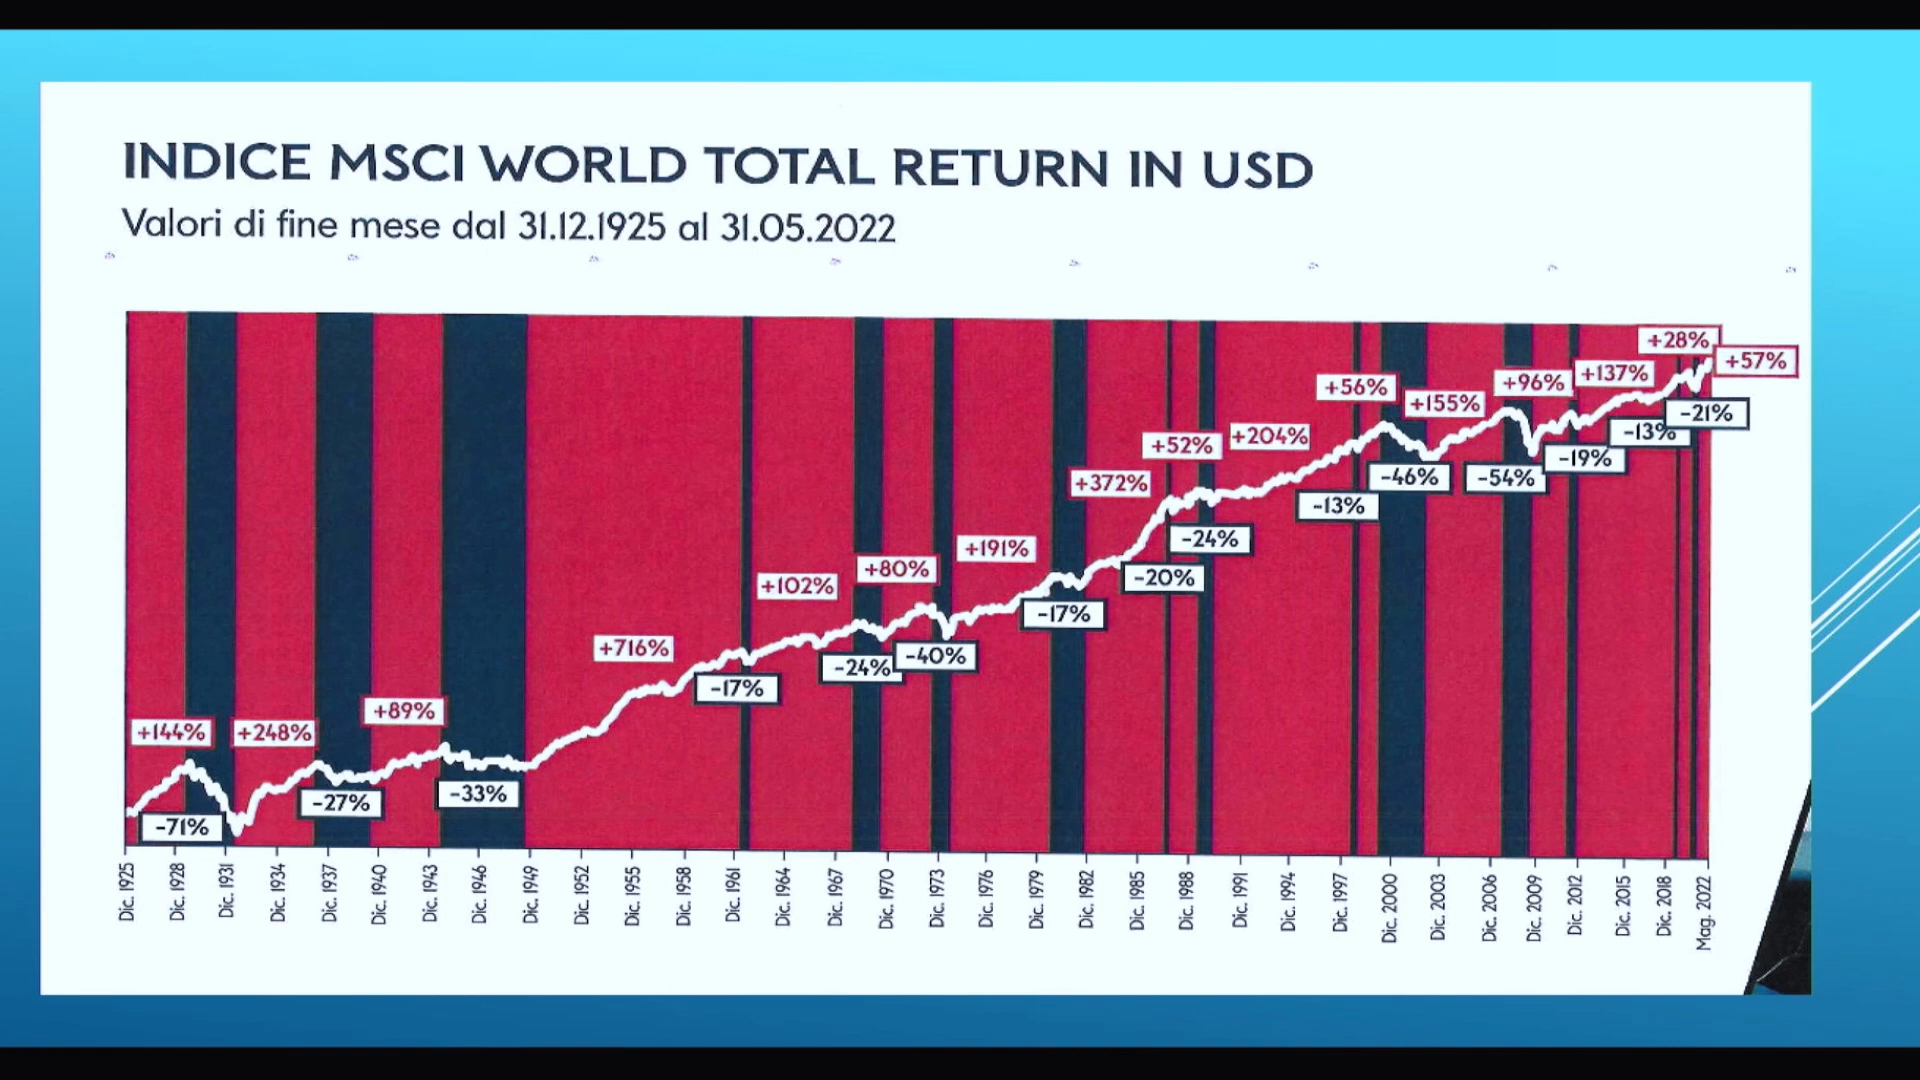 INDICE MSCI WORLD TOTAL RETURN IN USD
Valori di fine mese dal 31.12.1925 al 31.05.2022
+28%
+57%
+137%
+96%
+56%
+155%
-21%
-13%
+204%
+52%
-19%
-46%
-54%
+372%
-13%
-24%
+191%
+80%
-20%
+102%
-17%
+716%
-40%
-24%
-17%
+89%
+144%
+248%
-33%
-27%
-71%
Dic. 1925
Dic. 1928
Dic. 1931
Dic. 1934
Dic. 1937
Dic. 1940
Dic. 1943
Dic. 1946
Dic. 1949
Dic. 1952
Dic. 1955
Dic. 1958
Dic. 1961
Dic. 1964
Dic. 1967
Dic. 1970
Dic. 1973
Dic. 1976
Dic. 1979
Dic. 1982
Dic. 1985
Dic. 1988
Dic. 1991
Dic. 1994
Dic. 1997
Dic. 2000
Dic. 2003
Dic. 2006
Dic. 2009
Dic. 2012
Dic. 2015
Dic. 2018
Mag. 2022